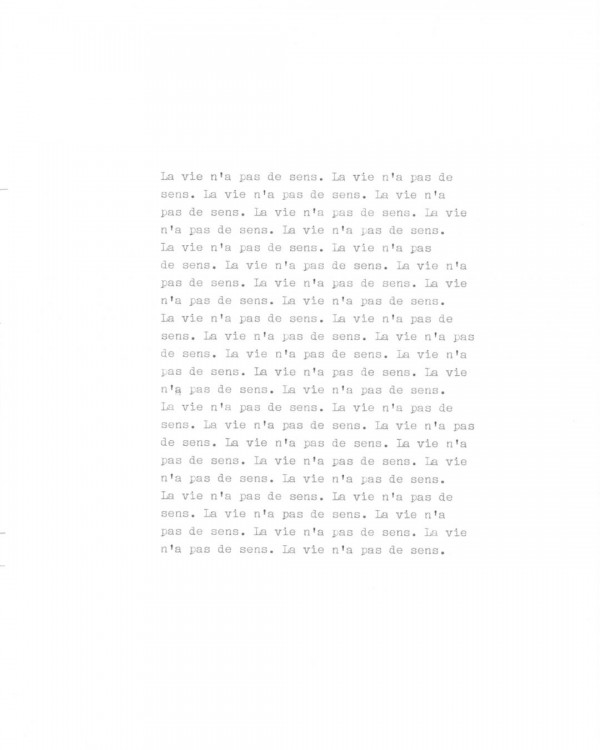 La vie n'a pas de sens. La vie n'a pas de
sens. La vie n'a pas de sens. La vie n'a
pas de sens. La vie n'a pas de sens. La vie
n'a pas de sens. La vie n'a pas de sens.
La vie n'a pas de sens. La vie n'a pas
de sens. La vie n'a pas de sens. La vie n'a
pas de sens. La vie n'a pas de sens. La vie
n'a pas de sens. La vie n'a pas de sens.
La vie n'a pas de sens. La vie n'a pas de
sens. La vie n'a pas de sens. La vie n'a pas
de sens. La vie n'a pas de sens. La vie n'a
pas de sens. La vie n'a pas de sens. La vie
n'a pas de sens. La vie n'a pas de sens.
La vie n'a pas de sens. La vie n'a pas de
sens. La vie n'a pas de sens. La vie n'a pas
de sens. La vie n'a pas de sens. La vie n'a
pas de sens. La vie n'a pas de sens. La vie
n'a pas de sens. La vie n'a pas de sens.
La vie n'a pas de sens. La vie n'a pas de
sens. La vie n'a pas de sens. La vie n'a
pas de sens. La vie n'a pas de sens. La vie
n'a pas de sens. La vie n'a pas de sens.